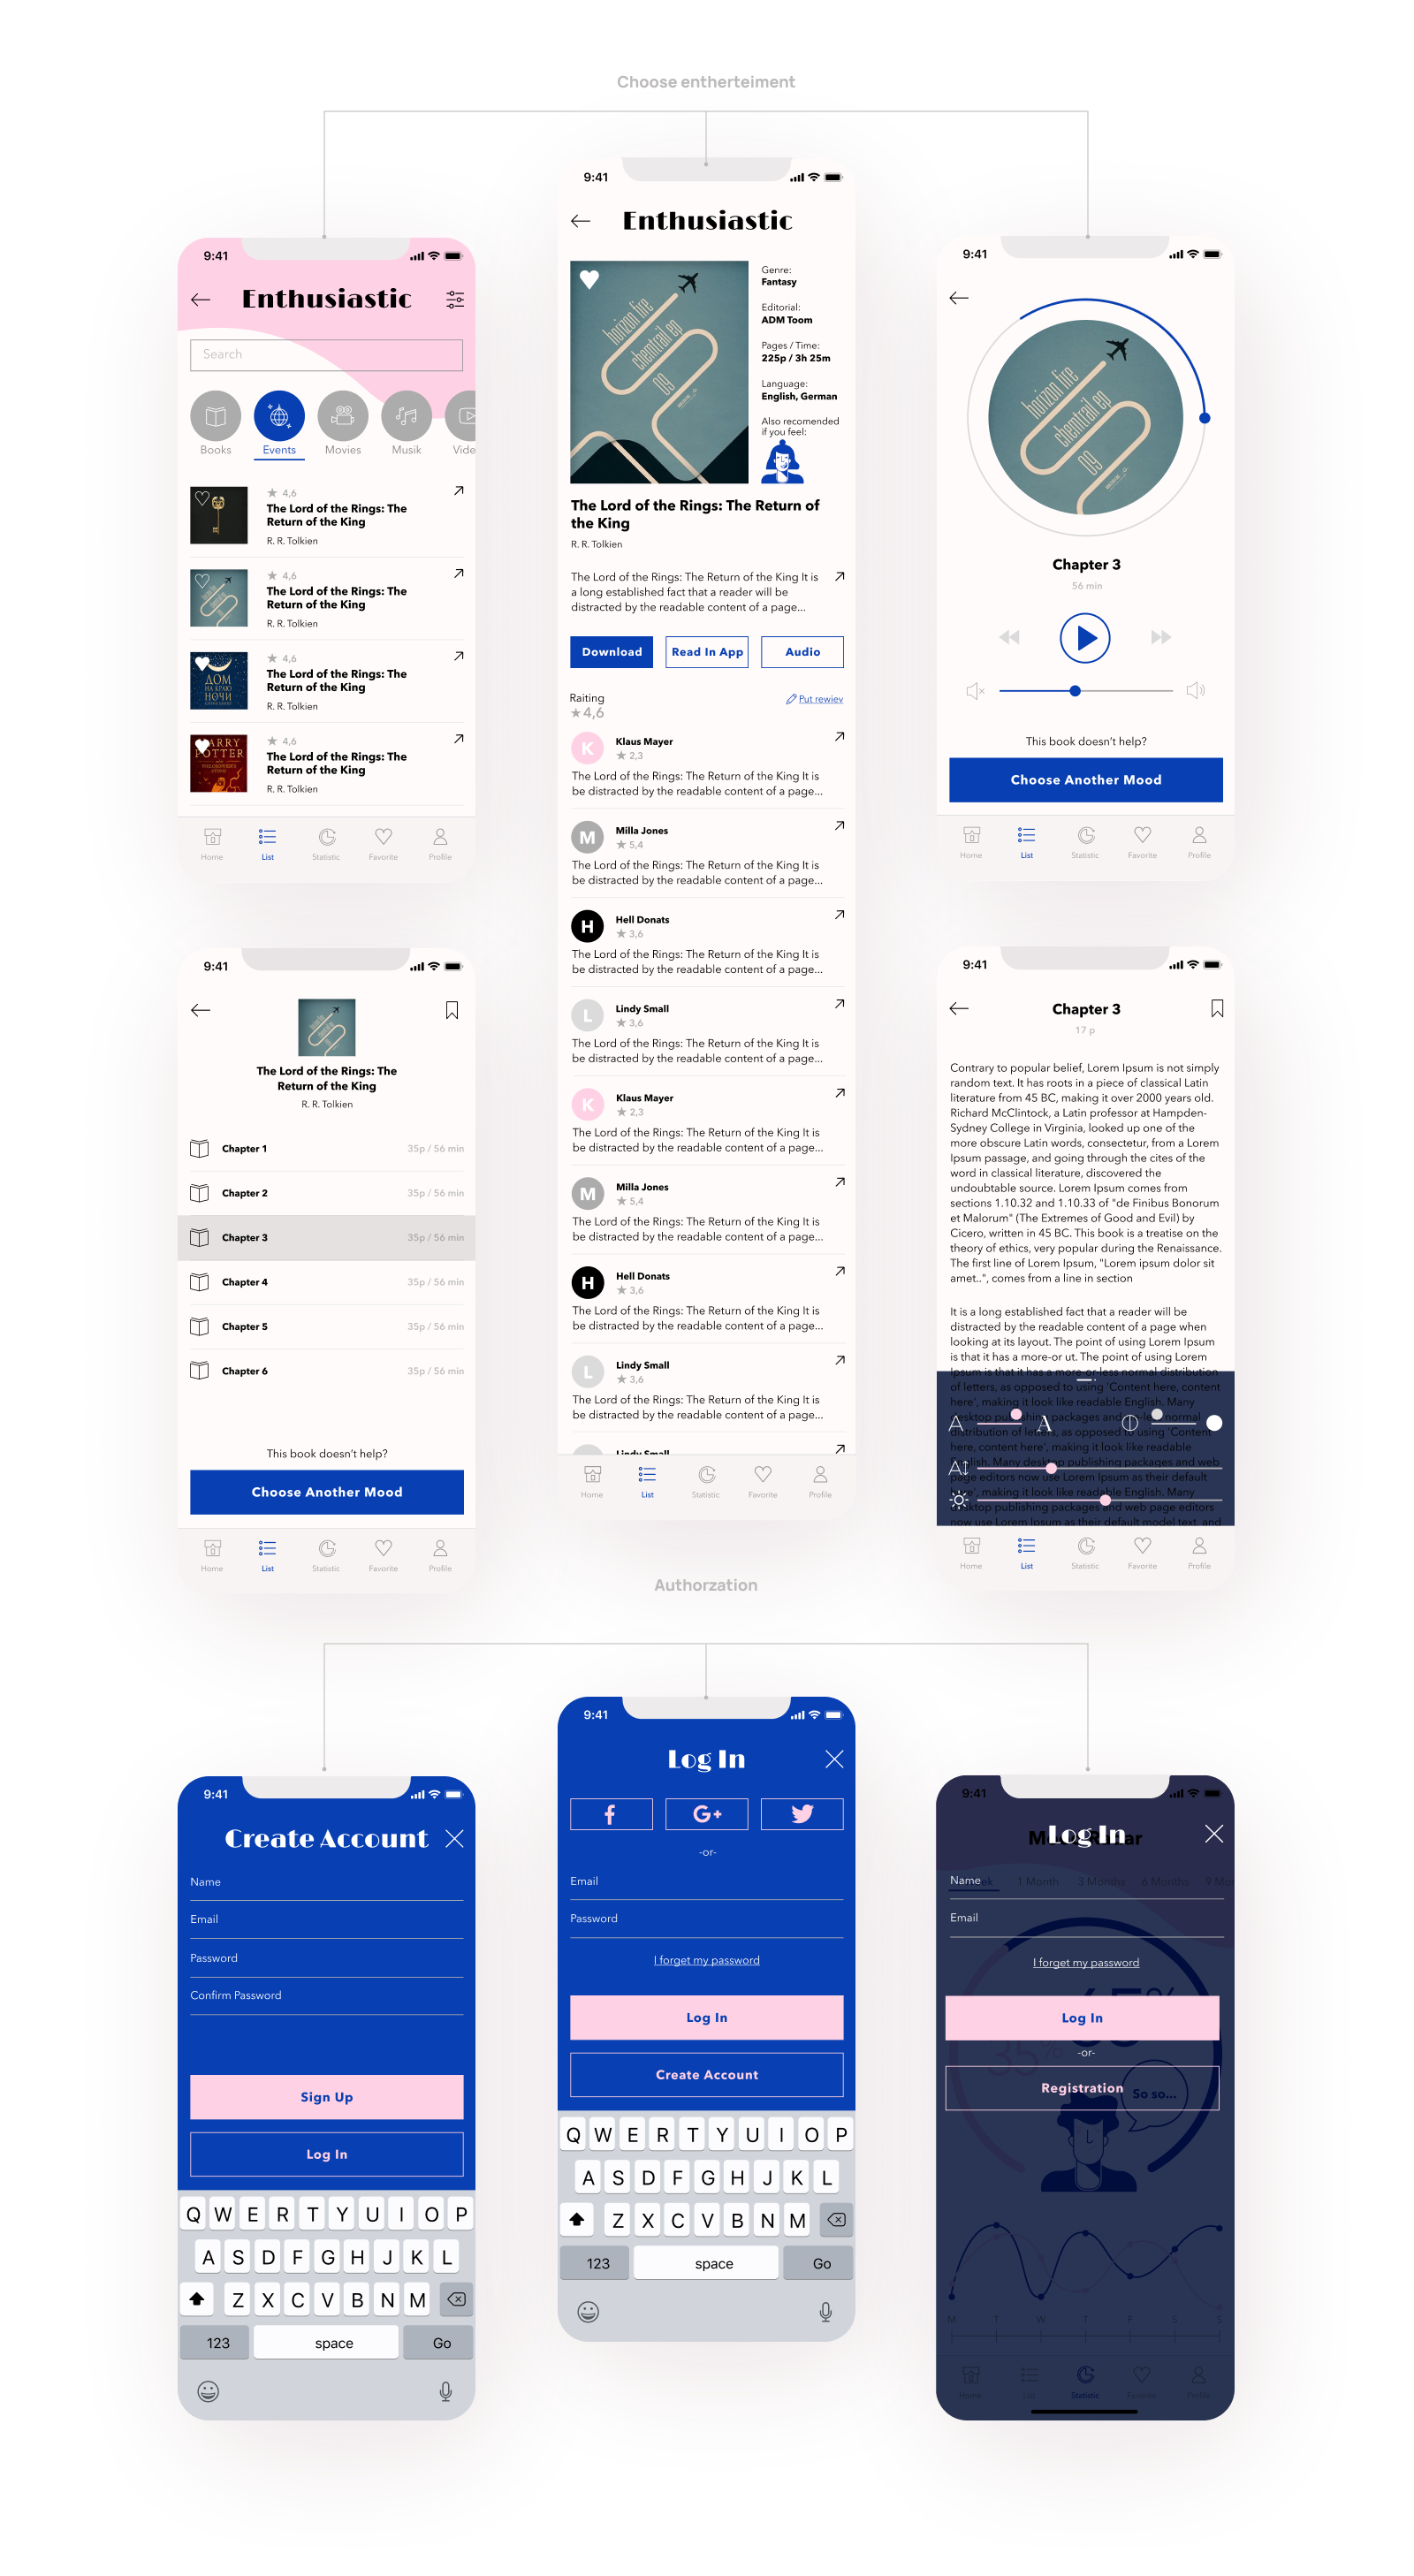 Choose entherteiment
9:41
Enthusiastic
Search
Books
Events
Movies
Musik
Vide
4,6
The Lord of the Rings: The
Return of the King
R. R. Tolkien
4,6
The Lord of the Rings: The
Return of the King
R. R. Tolkien
ДОМ
НА КРАЮ
НОЧИ
4,6
The Lord of the Rings: The
Return of the King
R. R. Tolkien
HARRY
POTTER
4,6
The Lord of the Rings: The
Return of the King
R. R. Tolkien
Home
List
Statistic
Favorite
Profile
9:41
Enthusiastic
horizon fire
chemtrail ep
09
Genre:
Fantasy
Editorial:
ADM Toom
Pages / Time:
225p / 3h 25m
Language:
English, German
Also recomended
if you feel:
The Lord of the Rings: The Return of
the King
R. R. Tolkien
The Lord of the Rings: The Return of the King It is
a long established fact that a reader will be
distracted by the readable content of a page...
Download
Read In App
Audio
Raiting
4,6
Put rewiev
K
Klaus Mayer
2,3
The Lord of the Rings: The Return of the King It is
be distracted by the readable content of a page...
M
Milla Jones
5,4
The Lord of the Rings: The Return of the King It is
be distracted by the readable content of a page...
H
Hell Donats
3,6
The Lord of the Rings: The Return of the King It is
be distracted by the readable content of a page...
L
Lindy Small
3,6
The Lord of the Rings: The Return of the King It is
be distracted by the readable content of a page...
K
Klaus Mayer
2,3
The Lord of the Rings: The Return of the King It is
be distracted by the readable content of a page...
M
Milla Jones
5,4
The Lord of the Rings: The Return of the King It is
be distracted by the readable content of a page...
H
Hell Donats
3,6
The Lord of the Rings: The Return of the King It is
be distracted by the readable content of a page...
L
Lindy Small
3,6
The Lord of the Rings: The Return of the King It is
be distracted by the readable content of a page...
Lindy Small
Home
List
Statistic
Favorite
Profile
9:41
horizon fire
chemtrail ep
09
Chapter 3
56 min
This book doesn't help?
Choose Another Mood
Home
List
Statistic
Favorite
Profile
9:41
The Lord of the Rings: The
Return of the King
R. R. Tolkien
Chapter 1
35p / 56 min
Chapter 2
35p / 56 min
Chapter 3
35p / 56 min
Chapter 4
35p / 56 min
Chapter 5
35p / 56 min
Chapter 6
35p / 56 min
This book doesn't help?
Choose Another Mood
Home
List
Statistic
Favorite
Profile
9:41
Chapter 3
17 p
Contrary to popular belief, Lorem Ipsum is not simply
random text. It has roots in a piece of classical Latin
literature from 45 BC, making it over 2000 years old.
Richard McClintock, a Latin professor at Hampden-
Sydney College in Virginia, looked up one of the
more obscure Latin words, consectetur, from a Lorem
Ipsum passage, and going through the cites of the
word in classical literature, discovered the
undoubtable source. Lorem Ipsum comes from
sections 1.10.32 and 1.10.33 of "de Finibus Bonorum
et Malorum" (The Extremes of Good and Evil) by
Cicero, written in 45 BC. This book is a treatise on the
theory of ethics, very popular during the Renaissance.
The first line of Lorem Ipsum, "Lorem ipsum dolor sit
amet..", comes from a line in section
It is a long established fact that a reader will be
distracted by the readable content of a page when
looking at its layout. The point of using Lorem Ipsum
is that it has a more-or ut. The point of using Lorem
Ipsum is that it has a more-or-less normal distribution
of letters, as opposed to using 'Content here, content
here', making it look like readable English. Many
desktop publishing packages and normal
distribution of letters, as opposed to using 'Content
here, content here', making it look like readable
English. Many desktop publishing packages and web
page editors now use Lorem Ipsum as their default
here', making it look like readable English. Many
desktop publishing packages and web page editors
now use Lorem Ipsum as their default model text, and
A
A
A
Home
List
Statistic
Favorite
Profile
Authorzation
9:41
Create Account
Name
Email
Password
Confirm Password
Sign Up
Log In
Q W E R T Y U I O P
A S D F G H J K L
Z X C V B N M
123
space
Go
9:41
Log In
f
G+
-or-
Email
Password
I forget my password
Log In
Create Account
Q W E R T Y U I O P
A S D F G H J K L
Z X C V B N M
123
space
Go
9:41
Log In
Name
1 Month
3 Months
6 Months
9 Mon
Email
I forget my password
Log In
35%
-or-
Registration
So so...
M T W T F S S
Home
List
Statistic
Favorite
Profile